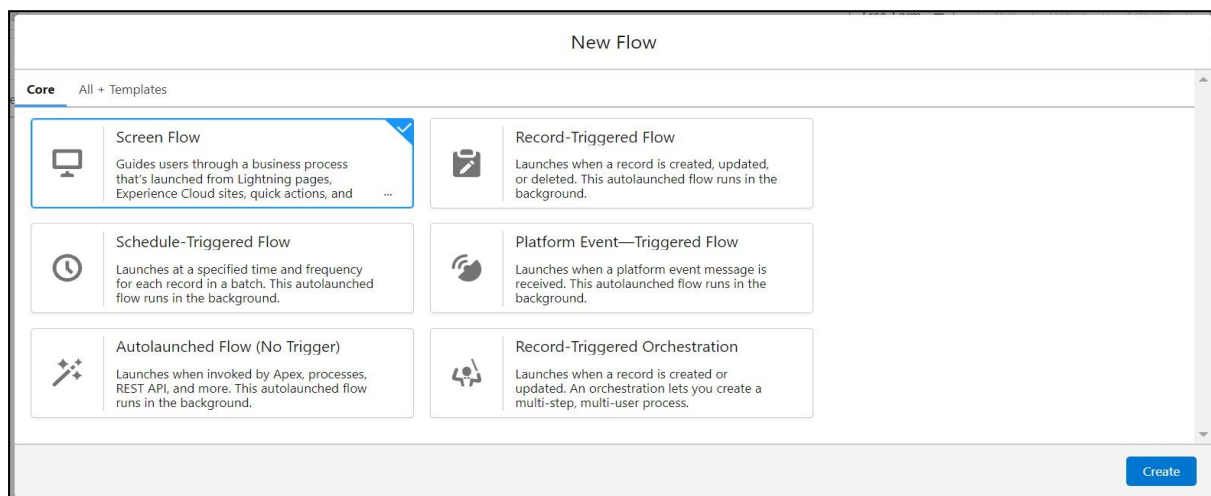 New Flow
Core
All + Templates
Screen Flow
Guides users through a business process
that's launched from Lightning pages,
Experience Cloud sites, quick actions, and ...
Record-Triggered Flow
Launches when a record is created, updated,
or deleted. This autolaunched flow runs in the
background.
Schedule-Triggered Flow
Launches at a specified time and frequency
for each record in a batch. This autolaunched
flow runs in the background.
Platform Event—Triggered Flow
Launches when a platform event message is
received. This autolaunched flow runs in the
background.
Autolaunched Flow (No Trigger)
Launches when invoked by Apex, processes,
REST API, and more. This autolaunched flow
runs in the background.
Record-Triggered Orchestration
Launches when a record is created or
updated. An orchestration lets you create a
multi-step, multi-user process.
Create